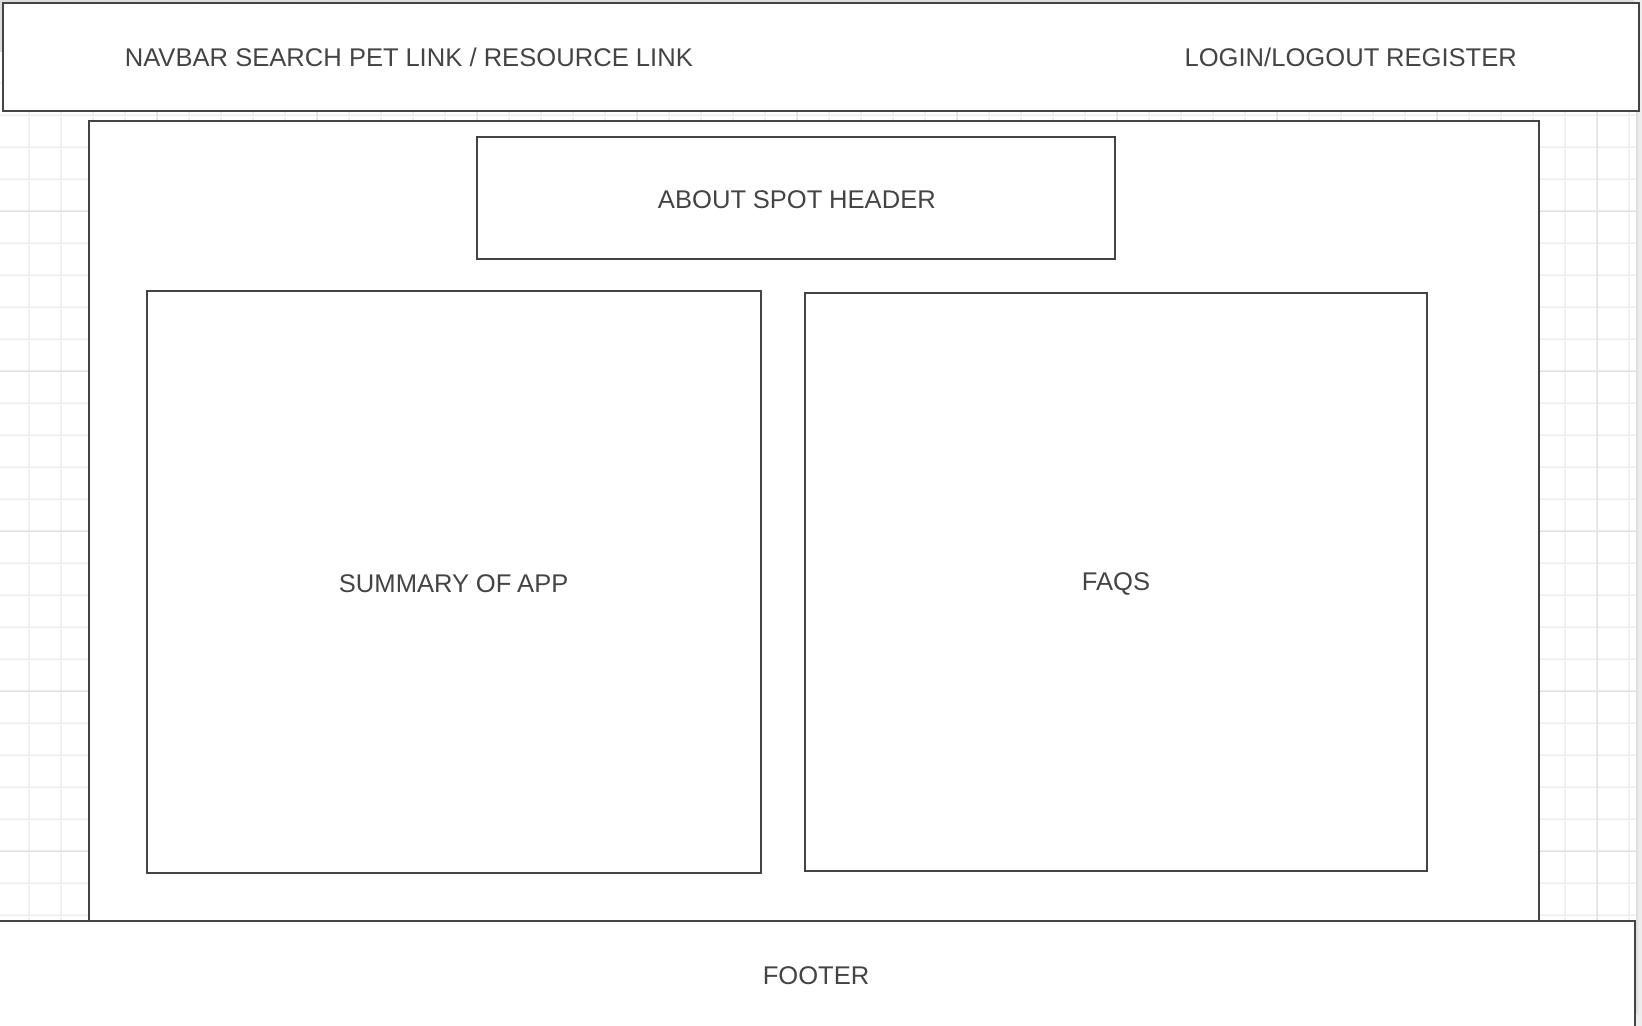 NAVBAR SEARCH PET LINK / RESOURCE LINK
LOGIN/LOGOUT REGISTER
ABOUT SPOT HEADER
SUMMARY OF APP
FAQS
FOOTER